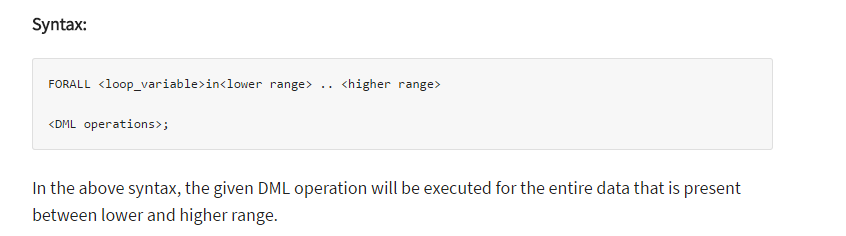 Syntax:
FORALL <loop_variable>in<lower range> .. <higher range>
<DML operations>;
In the above syntax, the given DML operation will be executed for the entire data that is present
between lower and higher range.